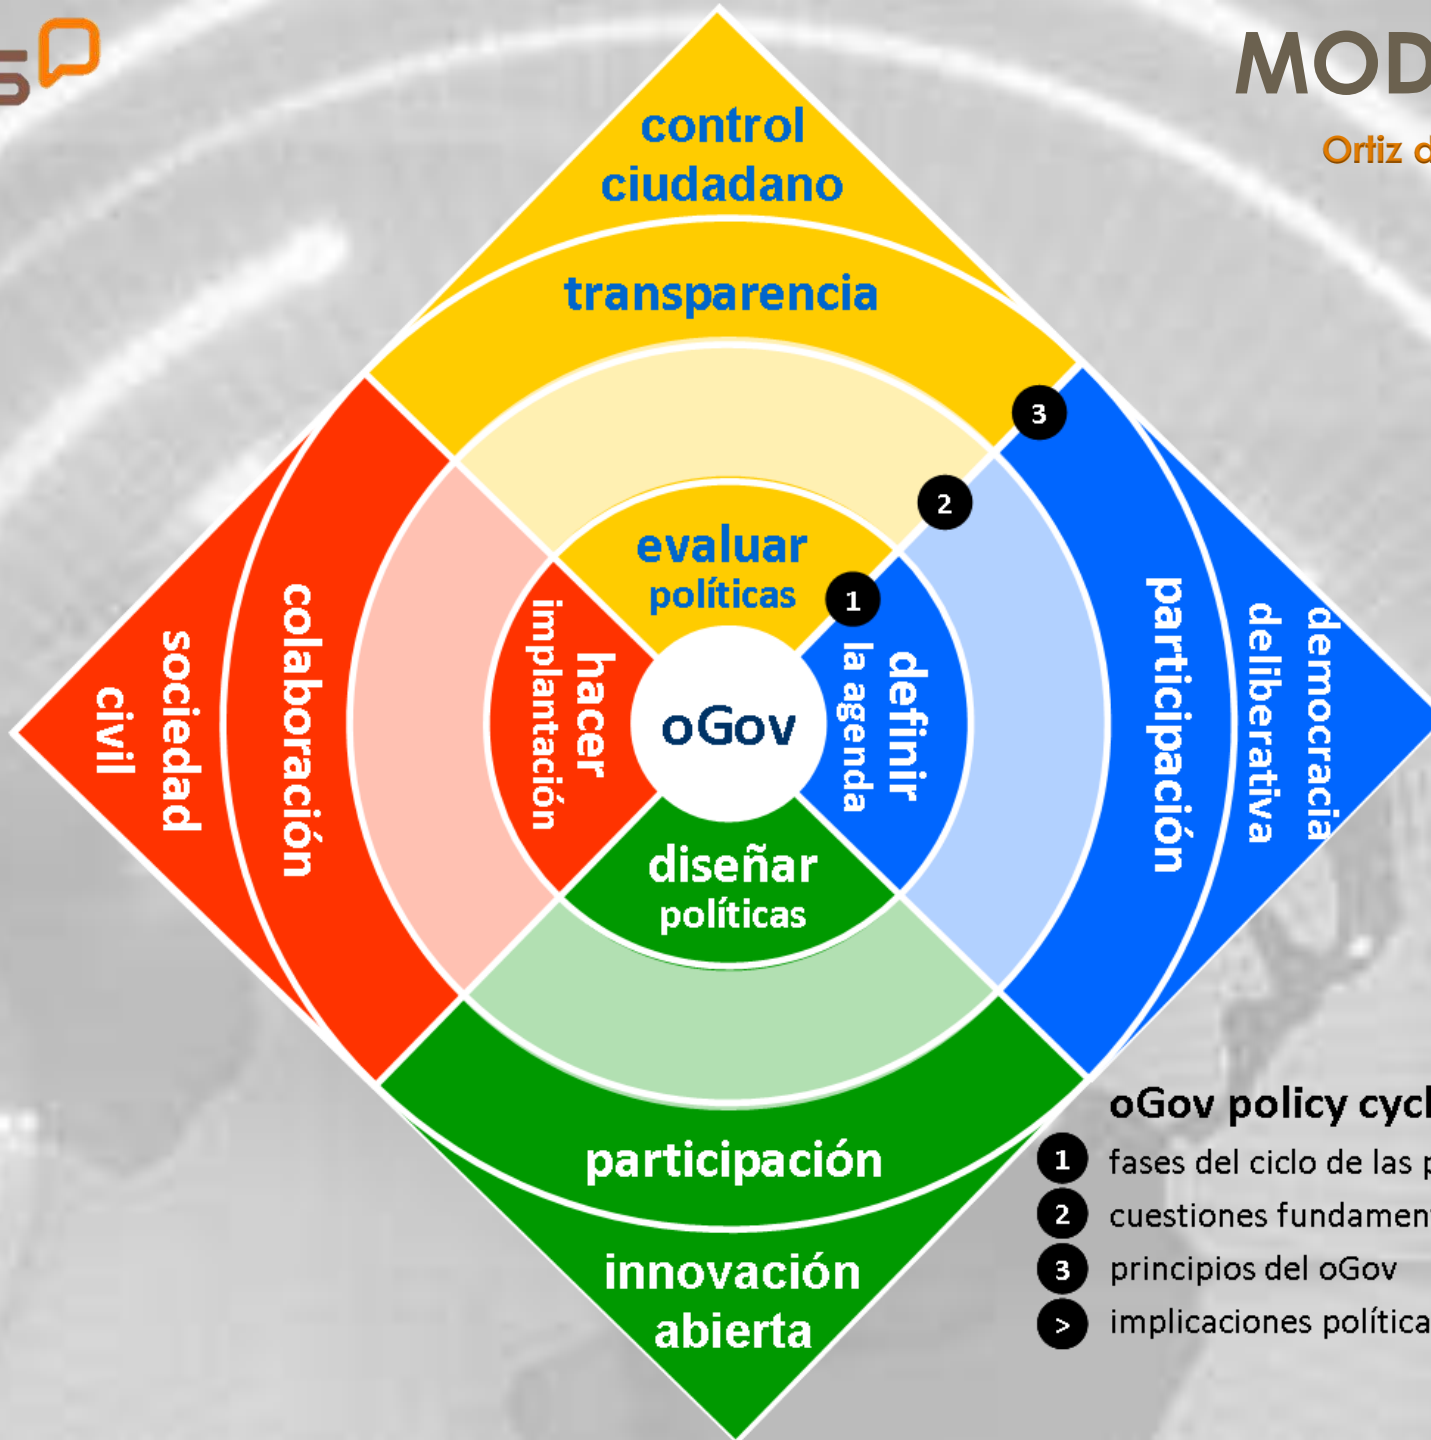 s
MOD
Ortiz d
control
ciudadano
transparencia
3
2
evaluar
políticas
1
definir
la agenda
participación
democracia
deliberativa
oGov
hacer
implantación
colaboración
sociedad
civil
diseñar
políticas
participación
innovación
abierta
oGov policy cycl
1 fases del ciclo de las p
2 cuestiones fundamen
3 principios del oGov
> implicaciones política